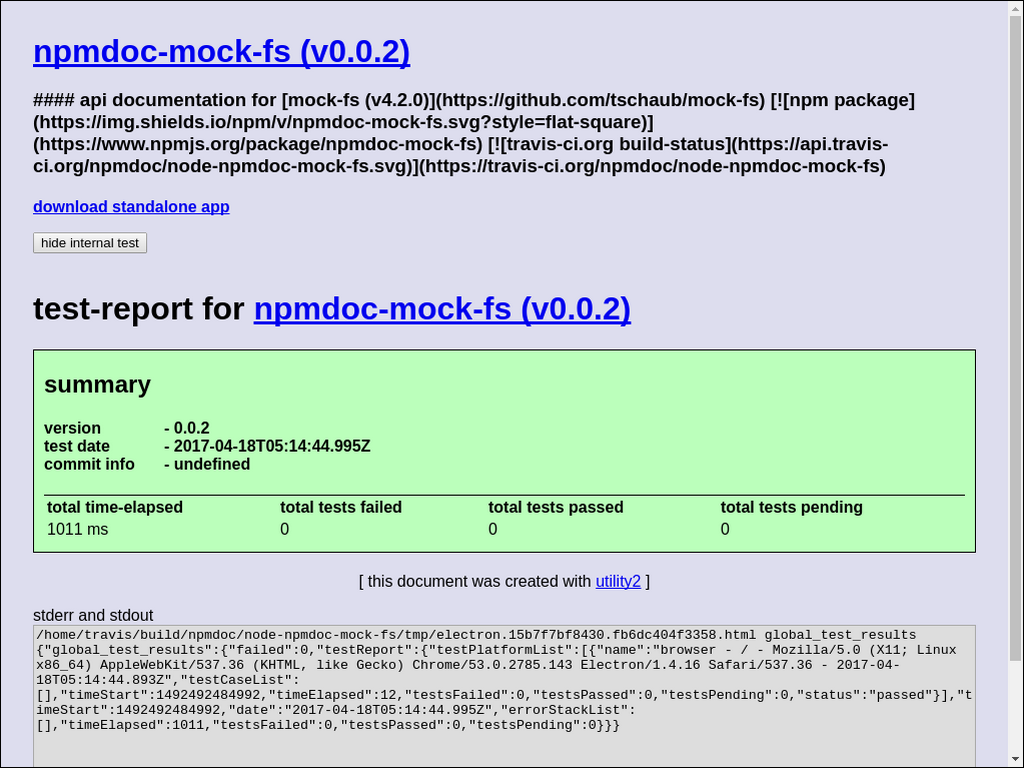 npmdoc-mock-fs (v0.0.2)
#### api documentation for [mock-fs (v4.2.0)](https://github.com/tschaub/mock-fs) [![npm package]
(https://img.shields.io/npm/v/npmdoc-mock-fs.svg?style=flat-square)]
(https://www.npmjs.org/package/npmdoc-mock-fs) [![travis-ci.org build-status](https://api.travis-
ci.org/npmdoc/node-npmdoc-mock-fs.svg)](https://travis-ci.org/npmdoc/node-npmdoc-mock-fs)
download standalone app
hide internal test
test-report for npmdoc-mock-fs (v0.0.2)
summary
version - 0.0.2
test date - 2017-04-18T05:14:44.995Z
commit info - undefined
total time-elapsed total tests failed total tests passed total tests pending
1011 ms 0 0 0
[ this document was created with utility2 ]
stderr and stdout
/home/travis/build/npmdoc/node-npmdoc-mock-fs/tmp/electron.15b7f7bf8430.fb6dc404f3358.html global_test_results
{"global_test_results":{"failed":0,"testReport":{"testPlatformList":[{"name":"browser - / - Mozilla/5.0 (X11; Linux
x86_64) AppleWebKit/537.36 (KHTML, like Gecko) Chrome/53.0.2785.143 Electron/1.4.16 Safari/537.36 - 2017-04-
18T05:14:44.893Z","testCaseList":
[],"timeStart":1492492484992,"timeElapsed":12,"testsFailed":0,"testsPassed":0,"testsPending":0,"status":"passed"}],"t
imeStart":1492492484992,"date":"2017-04-18T05:14:44.995Z","errorStackList":
[],"timeElapsed":1011,"testsFailed":0,"testsPassed":0,"testsPending":0}}}